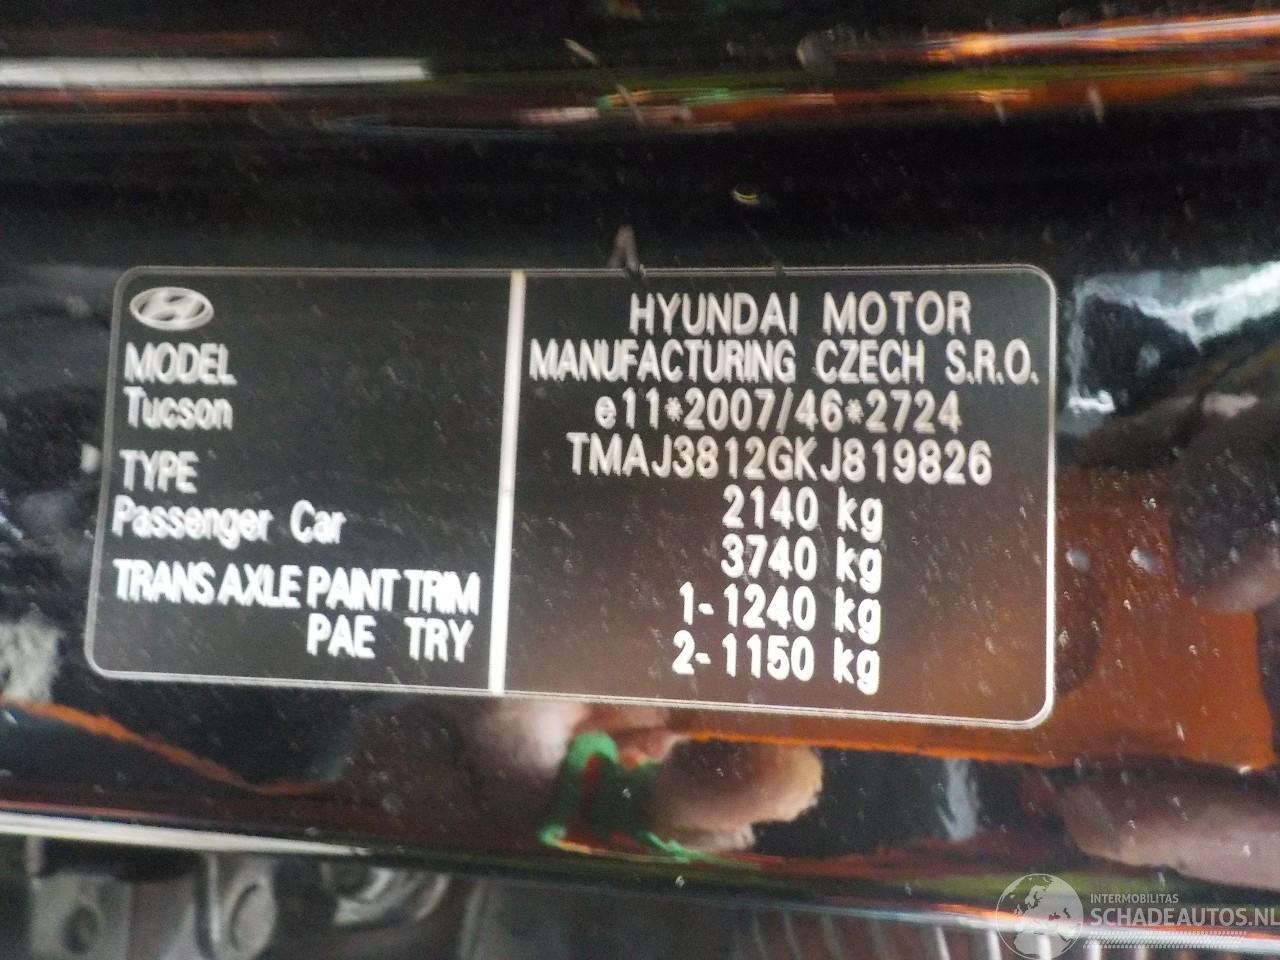 MODEL
Tucson
TYPE
Passenger Car
TRANS AXLE PAINT TRIM
PAE TRY
HYUNDAI MOTOR
MANUFACTURING CZECH S.R.O.
e11*2007/46*2724
TMAJ3812GKJ819826
2140 kg
3740 kg
1-1240 kg
2-1150 kg
INTERMOBILITAS
SCHADEAUTOS.NL